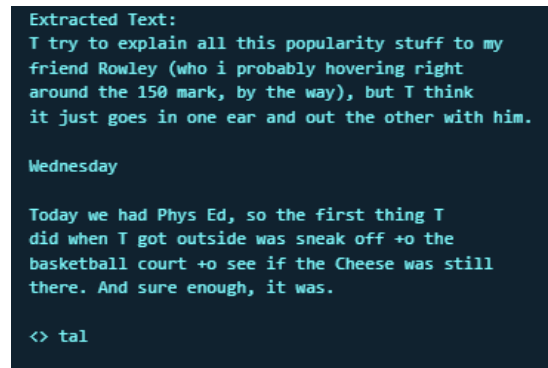 Extracted Text:
T try to explain all this popularity stuff to my
friend Rowley (who i probably hovering right
around the 150 mark, by the way), but T think
it just goes in one ear and out the other with him.
Wednesday
Today we had Phys Ed, so the first thing T
did when T got outside was sneak off +o the
basketball court +o see if the Cheese was still
there. And sure enough, it was.
<> tal